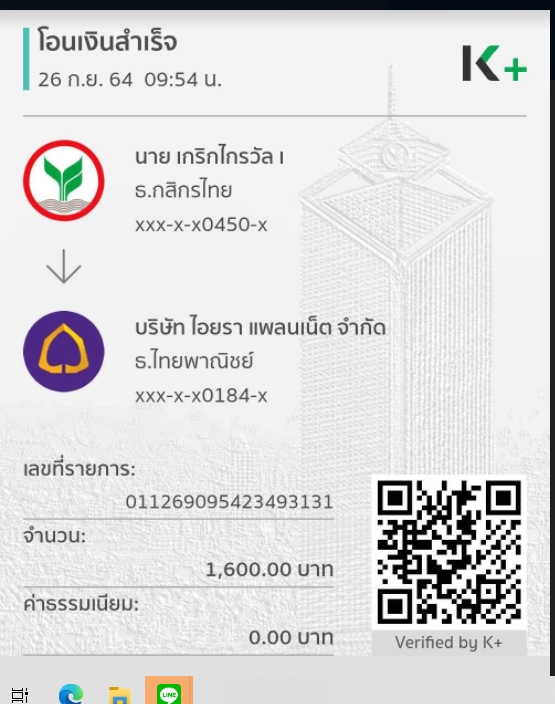 โอนเงินสำเร็จ
26 ก.ย. 64 09:54 น.
K+
นาย เกริกไกรวัล เ
ธ.กสิกรไทย
xxx-x-x0450-x
บริษัท ไอยรา แพลนเน็ต จำกัด
ธ.ไทยพาณิชย์
xxx-x-x0184-x
เลขที่รายการ:
011269095423493131
จำนวน:
1,600.00 บาท
ค่าธรรมเนียม:
0.00 บาท
Verified by K+
LINE